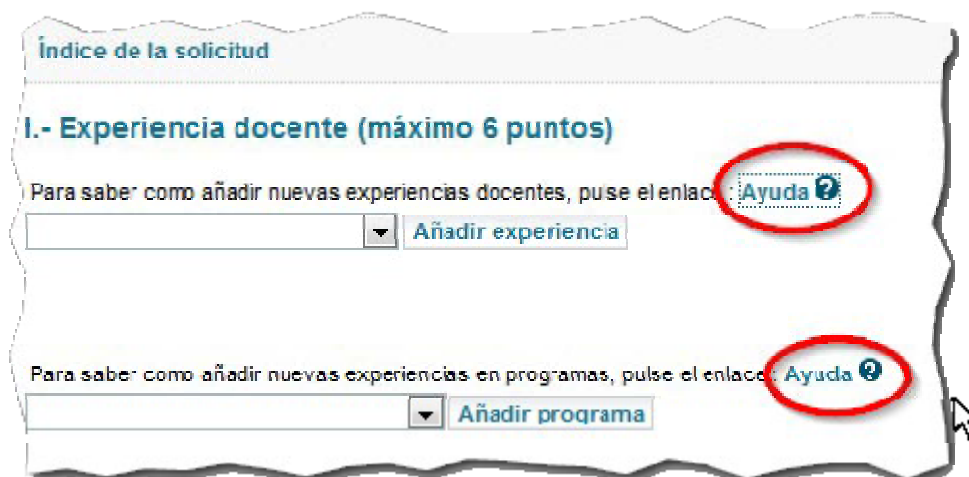 Índice de la solicitud
I.- Experiencia docente (máximo 6 puntos)
Para saber como añadir nuevas experiencias docentes, pulse el enlace : Ayuda ?
Añadir experiencia
Para saber como añadir nuevas experiencias en programas, pulse el enlace : Ayuda ?
Añadir programa